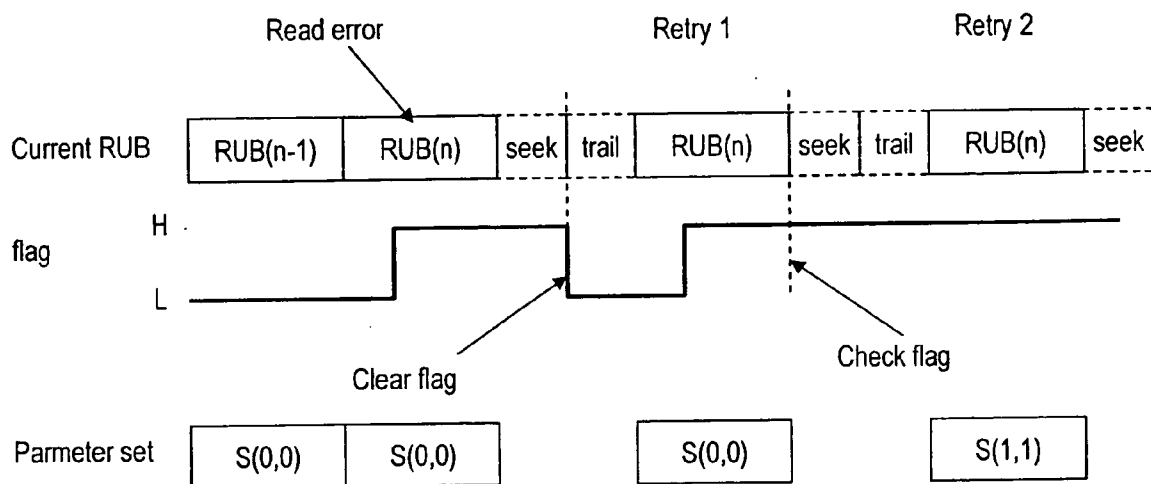 Read error
Retry 1
Retry 2
Current RUB
RUB(n-1)
RUB(n)
seek
trail
RUB(n)
seek
trail
RUB(n)
seek
flag
H
L
Clear flag
Check flag
Parmeter set
S(0,0)
S(0,0)
S(0,0)
S(1,1)